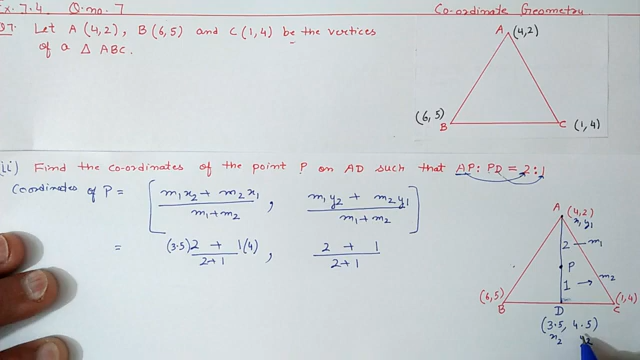 Ex. 7.4 Q.no. 7
Co-ordinate Geometry
Q7. Let A (4,2), B (6,5) and C (1,4) be the vertices
of a Δ ABC.
A (4,2)
(6,5)
B
C (1,4)
(ii) Find the co-ordinates of the point P on AD such that AP : PD = 2:1
Coordinates of P = [ m1x2 + m2x1 / m1+m2 , m1y2 + m2y1 / m1+m2 ]
= (3.5)2 + 1(4) / 2+1 , 2 + 1 / 2+1
A (4,2)
x1 y1
2 — m1
P
1 → m2
(6,5)
B
D
C (1,4)
(3.5, 4.5)
x2 y2